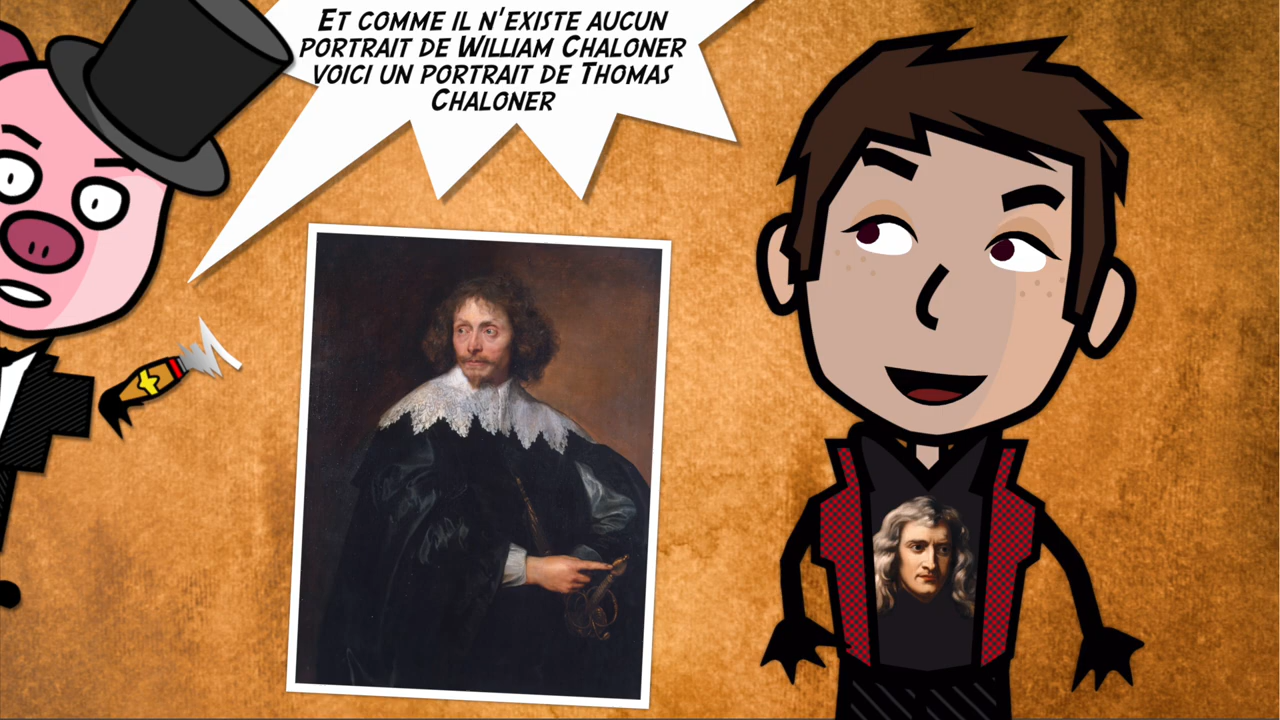 Et comme il n'existe aucun
portrait de William Chaloner
voici un portrait de Thomas
Chaloner